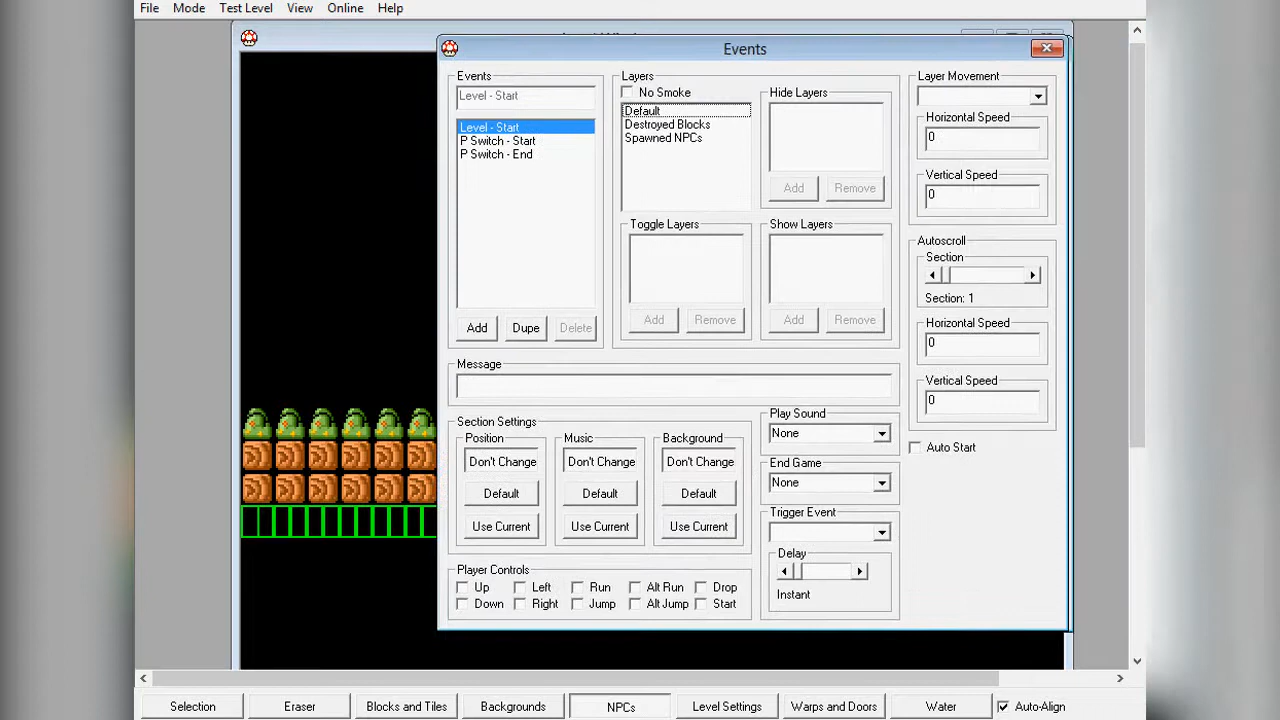 File Mode Test Level View Online Help
Events
Events
Level - Start
Level - Start
P Switch - Start
P Switch - End
Add Dupe Delete
Layers
No Smoke
Default
Destroyed Blocks
Spawned NPCs
Hide Layers
Add Remove
Toggle Layers
Add Remove
Show Layers
Add Remove
Layer Movement
Horizontal Speed
0
Vertical Speed
0
Autoscroll
Section
Section: 1
Horizontal Speed
0
Vertical Speed
0
Auto Start
Message
Section Settings
Position Music Background
Don't Change Don't Change Don't Change
Default Default Default
Use Current Use Current Use Current
Play Sound
None
End Game
None
Trigger Event
Delay
Instant
Player Controls
Up Left Run Alt Run Drop
Down Right Jump Alt Jump Start
Selection Eraser Blocks and Tiles Backgrounds NPCs Level Settings Warps and Doors Water Auto-Align